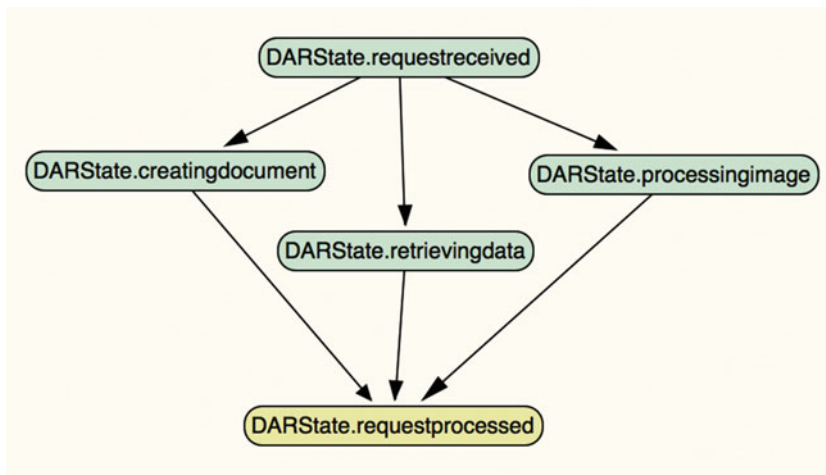 DARState.requestreceived
DARState.creatingdocument
DARState.processingimage
DARState.retrievingdata
DARState.requestprocessed